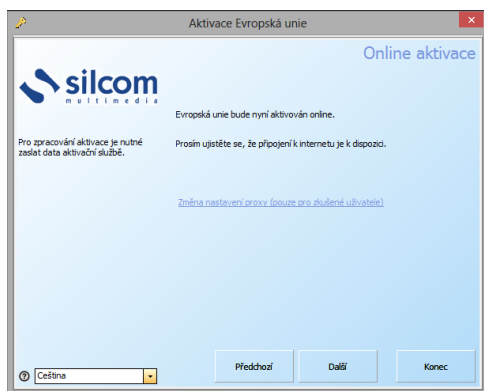 Aktivace Evropská unie
Online aktivace
silcom
multimedia
Pro zpracování aktivace je nutné
zaslat data aktivační službě.
Evropská unie bude nyní aktivován online.
Prosím ujistěte se, že připojení k internetu je k dispozici.
Změna nastavení proxy (pouze pro zkušené uživatele)
Čeština
Předchozí
Další
Konec